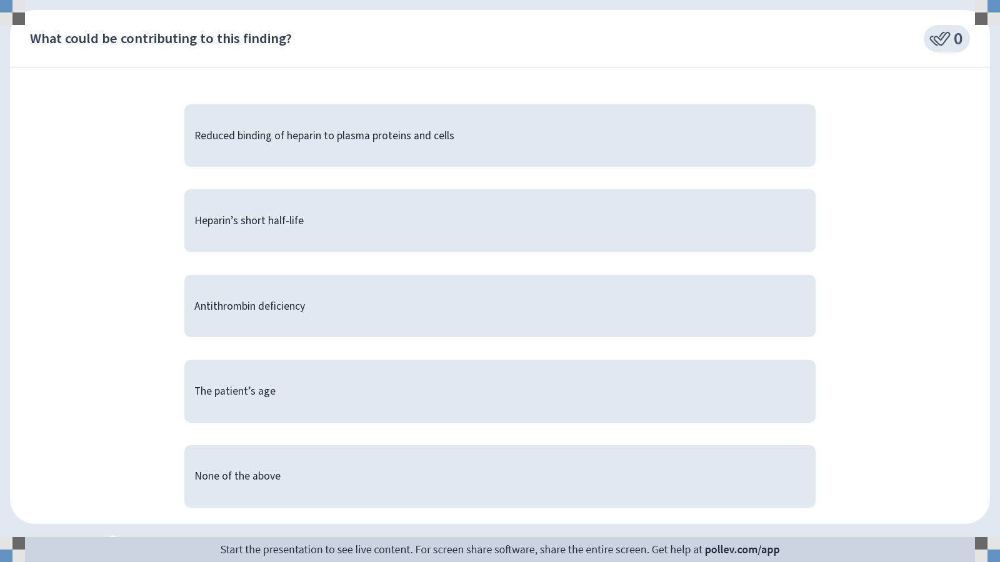 What could be contributing to this finding?
0
Reduced binding of heparin to plasma proteins and cells
Heparin’s short half-life
Antithrombin deficiency
The patient’s age
None of the above
Start the presentation to see live content. For screen share software, share the entire screen. Get help at pollev.com/app